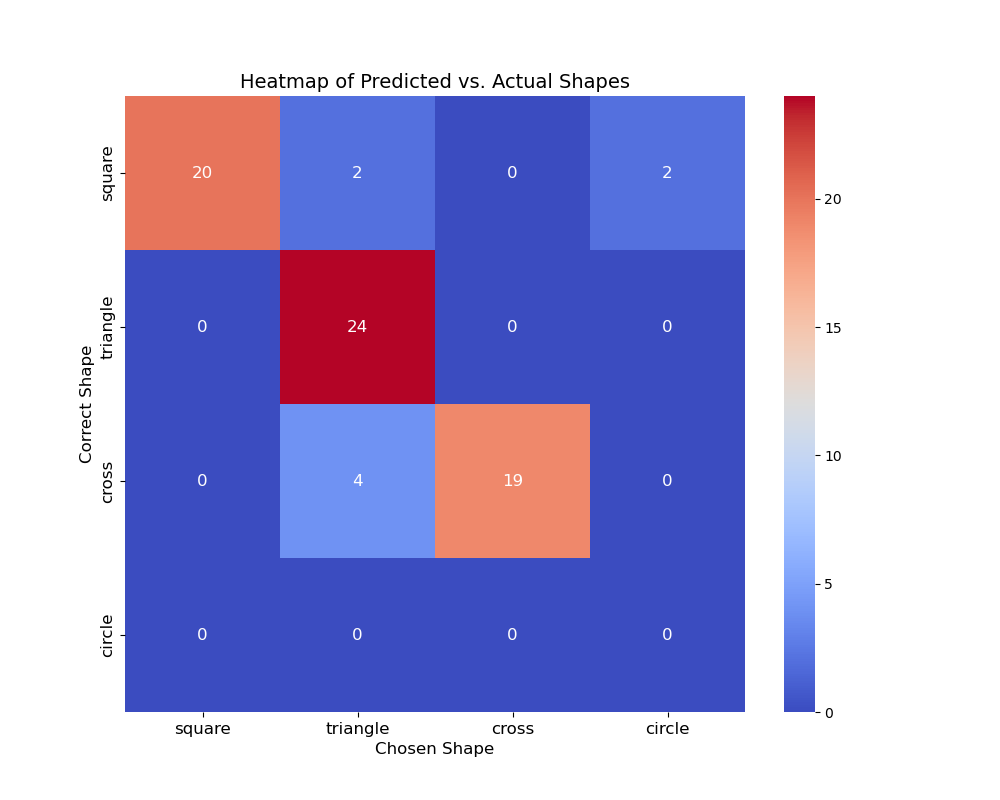 Heatmap of Predicted vs. Actual Shapes
square
20 2 0 2
triangle
0 24 0 0
cross
0 4 19 0
circle
0 0 0 0
Correct Shape
square triangle cross circle
Chosen Shape
20
15
10
5
0